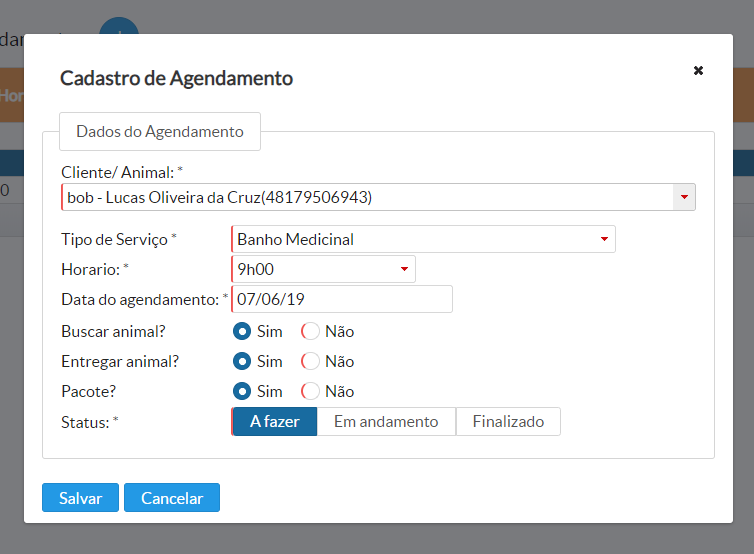 Cadastro de Agendamento
Dados do Agendamento
Cliente/ Animal: *
bob - Lucas Oliveira da Cruz(48179506943)
Tipo de Serviço * Banho Medicinal
Horario: * 9h00
Data do agendamento: * 07/06/19
Buscar animal? Sim Não
Entregar animal? Sim Não
Pacote? Sim Não
Status: * A fazer Em andamento Finalizado
Salvar Cancelar